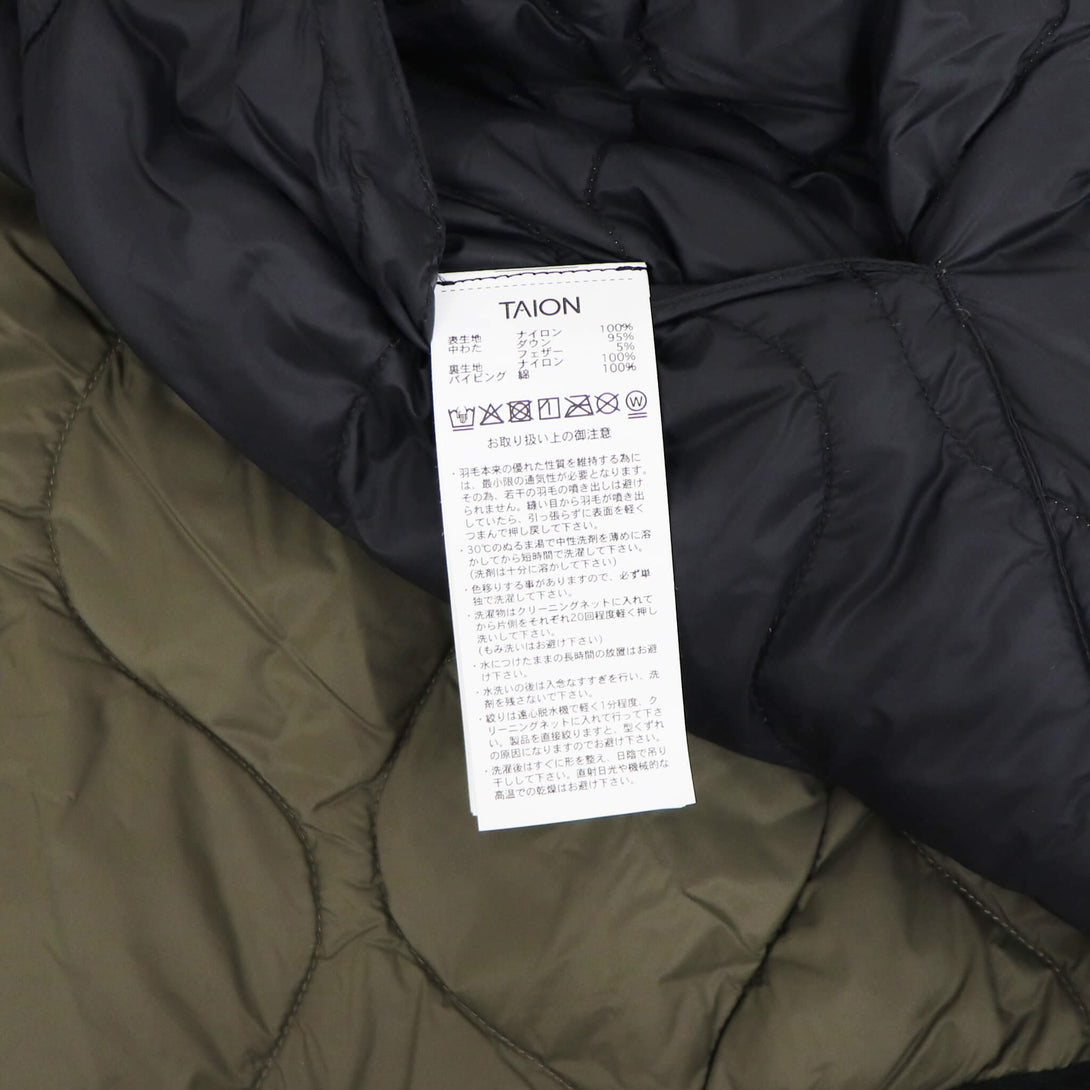 TAION
表生地 ナイロン 100%
中わた ダウン 95%
フェザー 5%
裏生地 ナイロン 100%
パイピング 綿 100%
W
お取り扱い上の御注意
・羽毛本来の優れた性質を維持する為に
は、最小限の通気性が必要となります。
その為、若干の羽毛の噴き出しは避け
られません。縫い目から羽毛が噴き出
していたら、引っ張らずに表面を軽く
つまんで押し戻して下さい。
・30℃のぬるま湯で中性洗剤を薄めに溶
かしてから短時間で洗濯して下さい。
(洗剤は十分に溶かして下さい)
・色移りする事がありますので、必ず単
独で洗濯して下さい。
・洗濯物はクリーニングネットに入れて
から片側をそれぞれ20回程度軽く押し
洗いして下さい。
(もみ洗いはお避け下さい)
・水につけたままの長時間の放置はお避
け下さい。
・水洗いの後は入念なすすぎを行い、洗
剤を残さないで下さい。
・絞りは遠心脱水機で軽く1分程度、ク
リーニングネットに入れて行って下さ
い。製品を直接絞りますと、型くずれ
の原因になりますのでお避け下さい。
・洗濯後はすぐに形を整え、日陰で吊り
干しして下さい。直射日光や機械的な
高温での乾燥はお避け下さい。